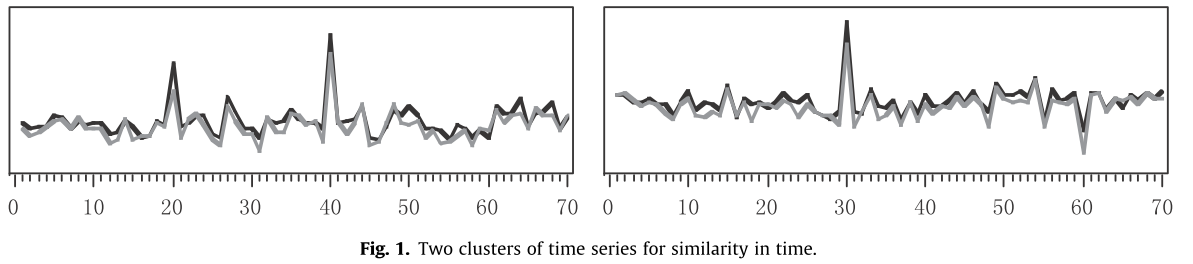 0 10 20 30 40 50 60 70 0 10 20 30 40 50 60 70
Fig. 1. Two clusters of time series for similarity in time.